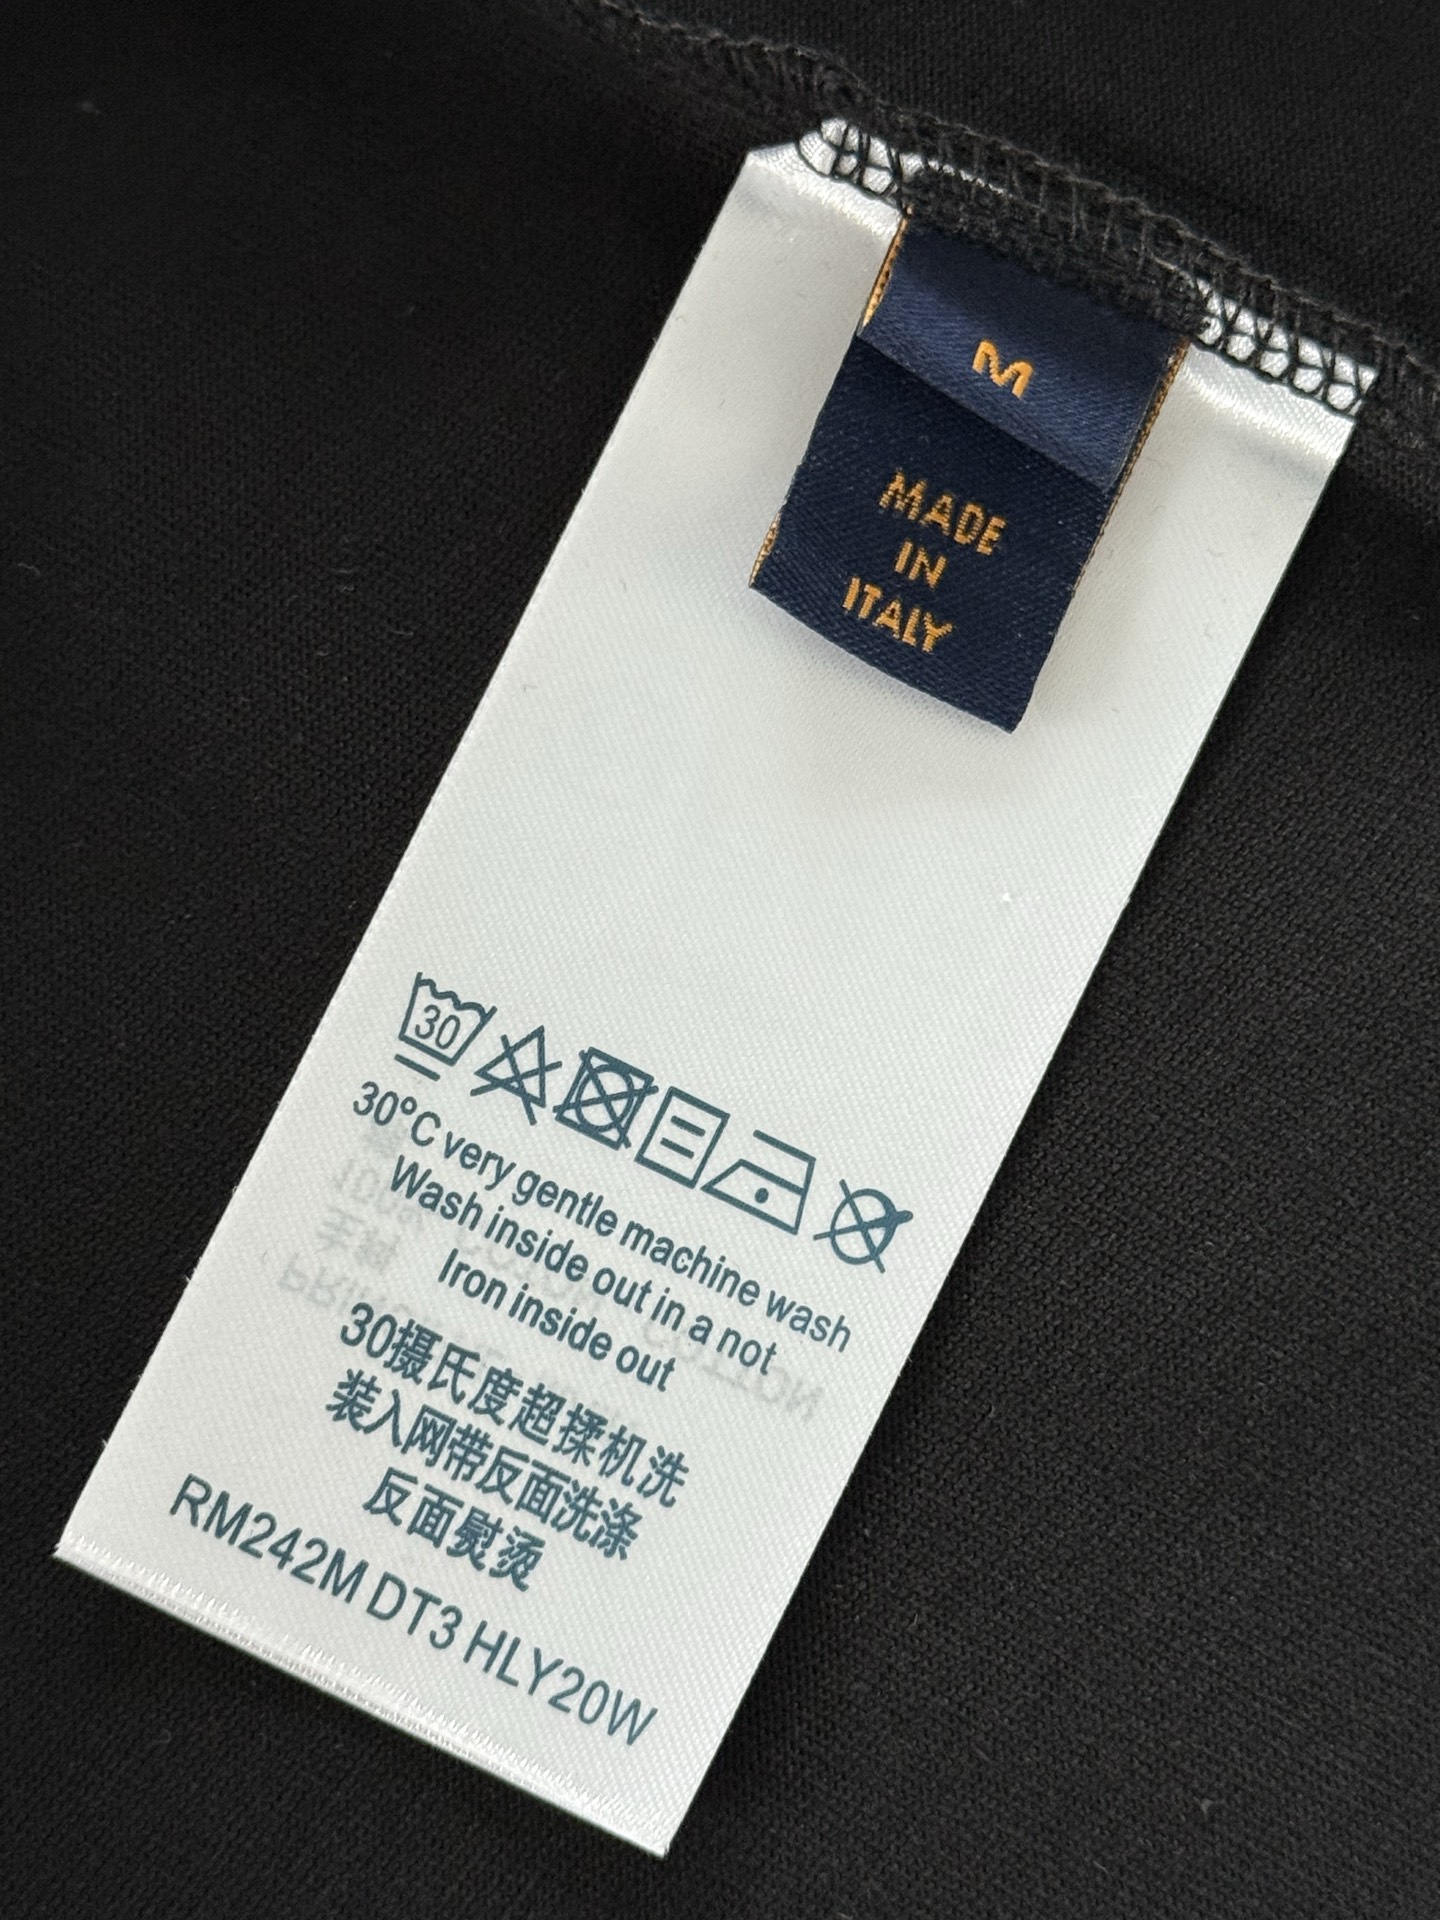 M
MADE
IN
ITALY
30
30°C very gentle machine wash
Wash inside out in a not
Iron inside out
30摄氏度超揉机洗
装入网带反面洗涤
反面熨烫
RM242M DT3 HLY20W